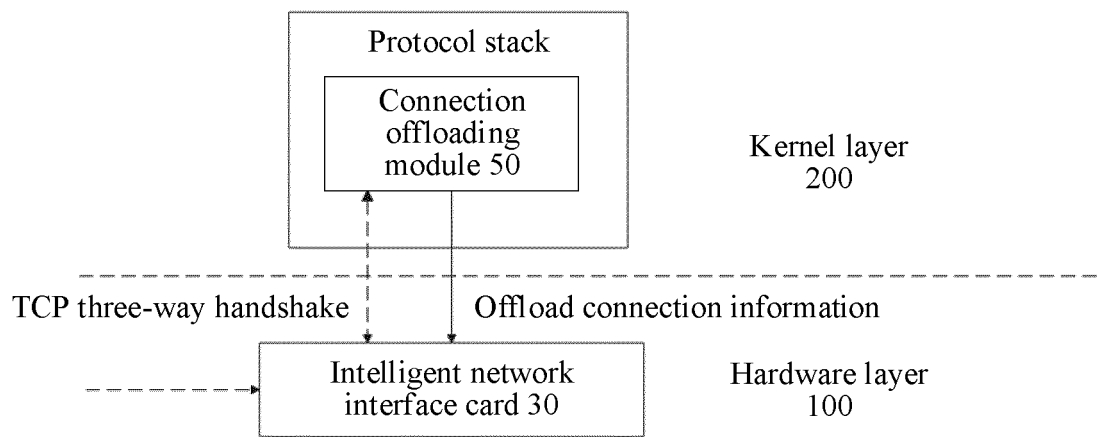 Protocol stack
Connection
offloading
module 50
Kernel layer
200
TCP three-way handshake
Offload connection information
Intelligent network
interface card 30
Hardware layer
100